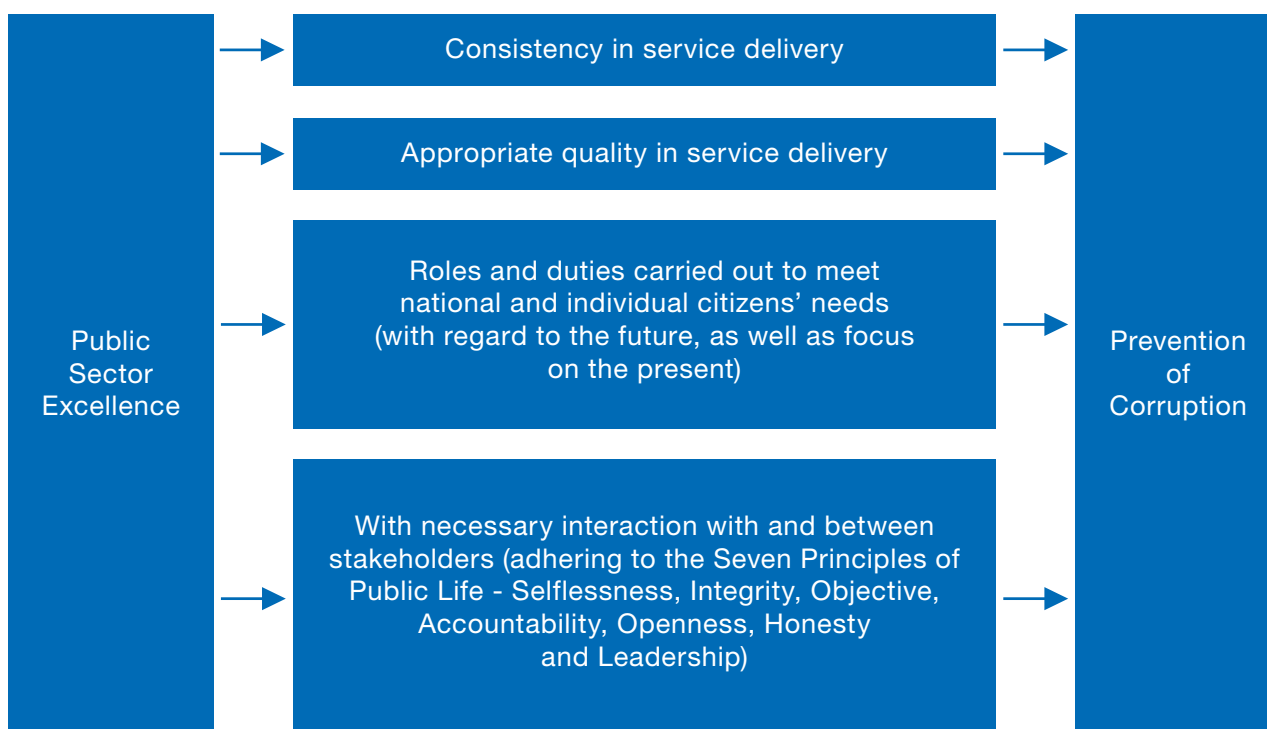 Public
Sector
Excellence
Consistency in service delivery
Appropriate quality in service delivery
Roles and duties carried out to meet
national and individual citizens’ needs
(with regard to the future, as well as focus
on the present)
With necessary interaction with and between
stakeholders (adhering to the Seven Principles of
Public Life - Selflessness, Integrity, Objective,
Accountability, Openness, Honesty
and Leadership)
Prevention
of
Corruption